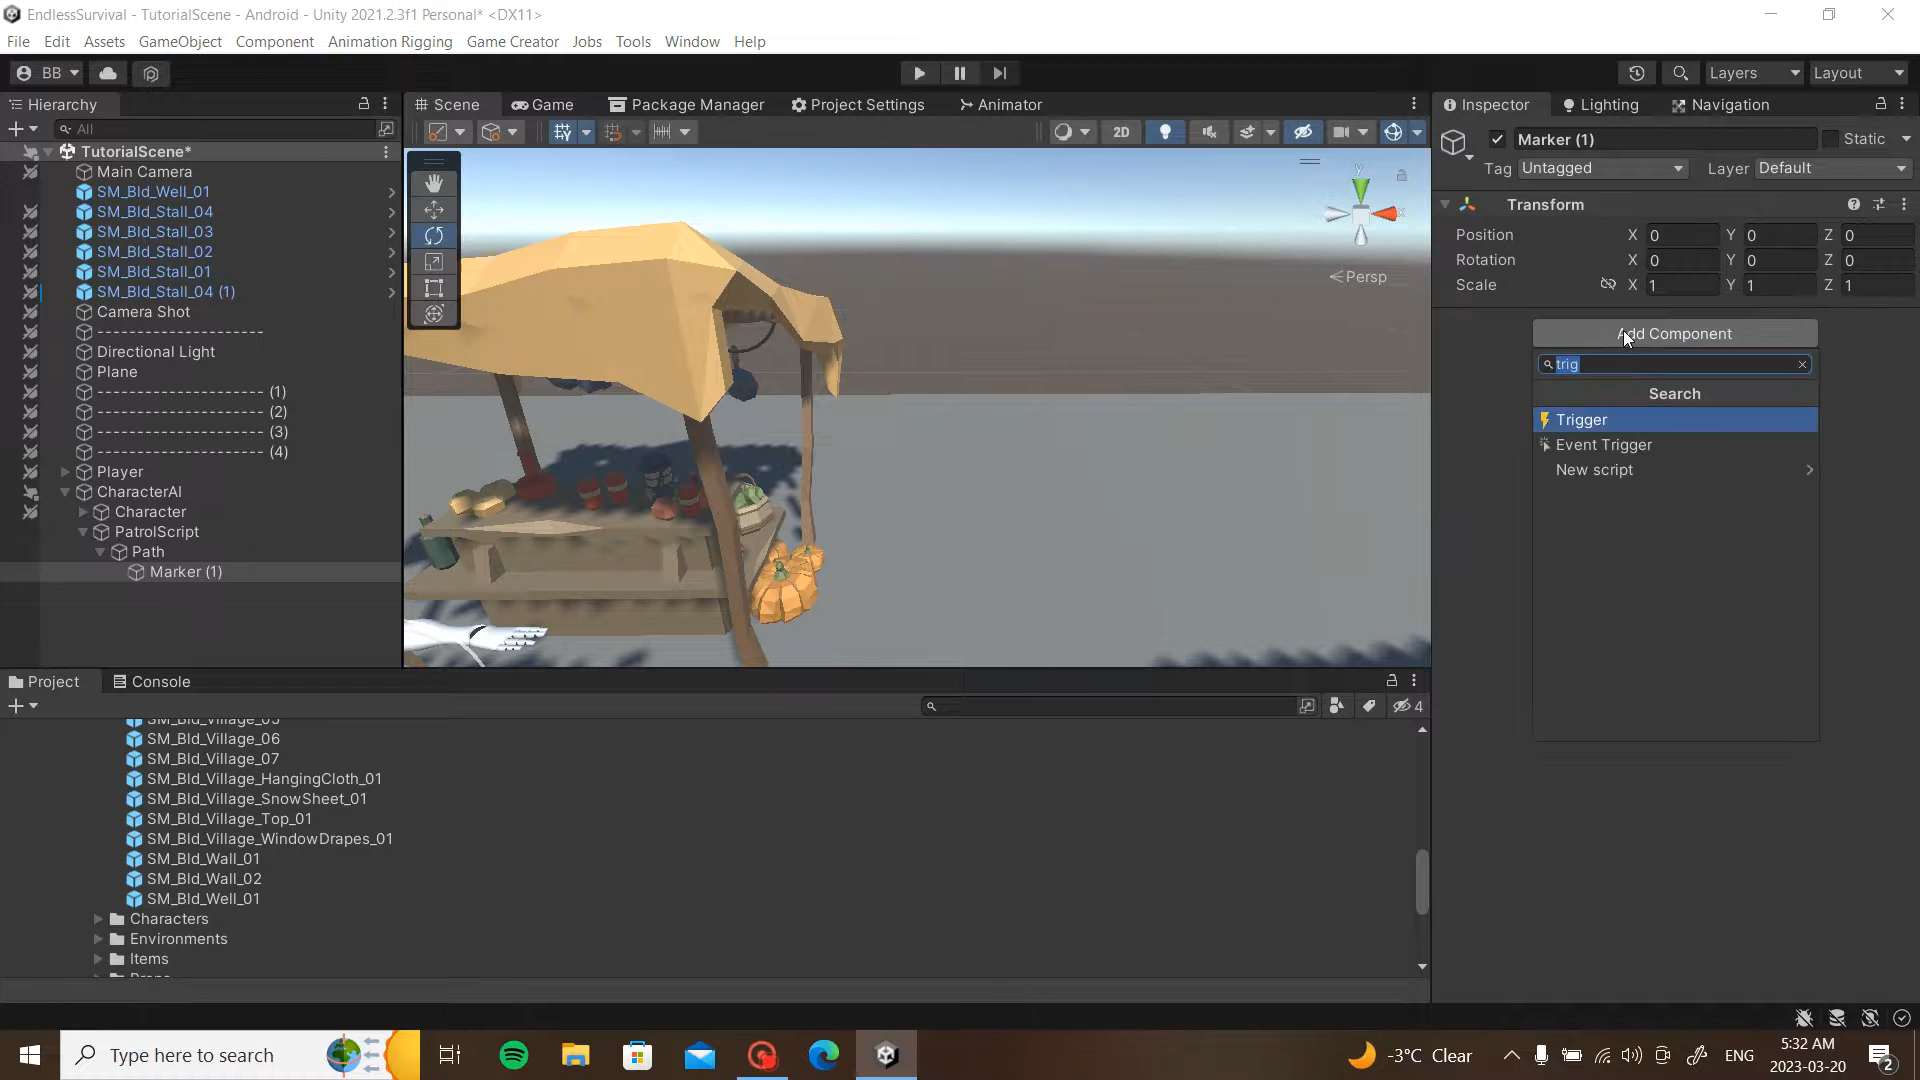 EndlessSurvival - TutorialScene - Android - Unity 2021.2.3f1 Personal* <DX11>
File Edit Assets GameObject Component Animation Rigging Game Creator Jobs Tools Window Help
BB Layers Layout
Hierarchy Scene Game Package Manager Project Settings Animator Inspector Lighting Navigation
All 2D
Marker (1) Static
Tag Untagged Layer Default
TutorialScene*
Main Camera
SM_Bld_Well_01
SM_Bld_Stall_04
SM_Bld_Stall_03
SM_Bld_Stall_02
SM_Bld_Stall_01
SM_Bld_Stall_04 (1)
Camera Shot
---------------------
Directional Light
Plane
--------------------- (1)
--------------------- (2)
--------------------- (3)
--------------------- (4)
Player
CharacterAI
Character
PatrolScript
Path
Marker (1)
y
x
Persp
Transform
Position X 0 Y 0 Z 0
Rotation X 0 Y 0 Z 0
Scale X 1 Y 1 Z 1
Add Component
trig
Search
Trigger
Event Trigger
New script
Project Console
4
SM_Bld_Village_05
SM_Bld_Village_06
SM_Bld_Village_07
SM_Bld_Village_HangingCloth_01
SM_Bld_Village_SnowSheet_01
SM_Bld_Village_Top_01
SM_Bld_Village_WindowDrapes_01
SM_Bld_Wall_01
SM_Bld_Wall_02
SM_Bld_Well_01
Characters
Environments
Items
Props
Type here to search
-3°C Clear
ENG
5:32 AM
2023-03-20
2